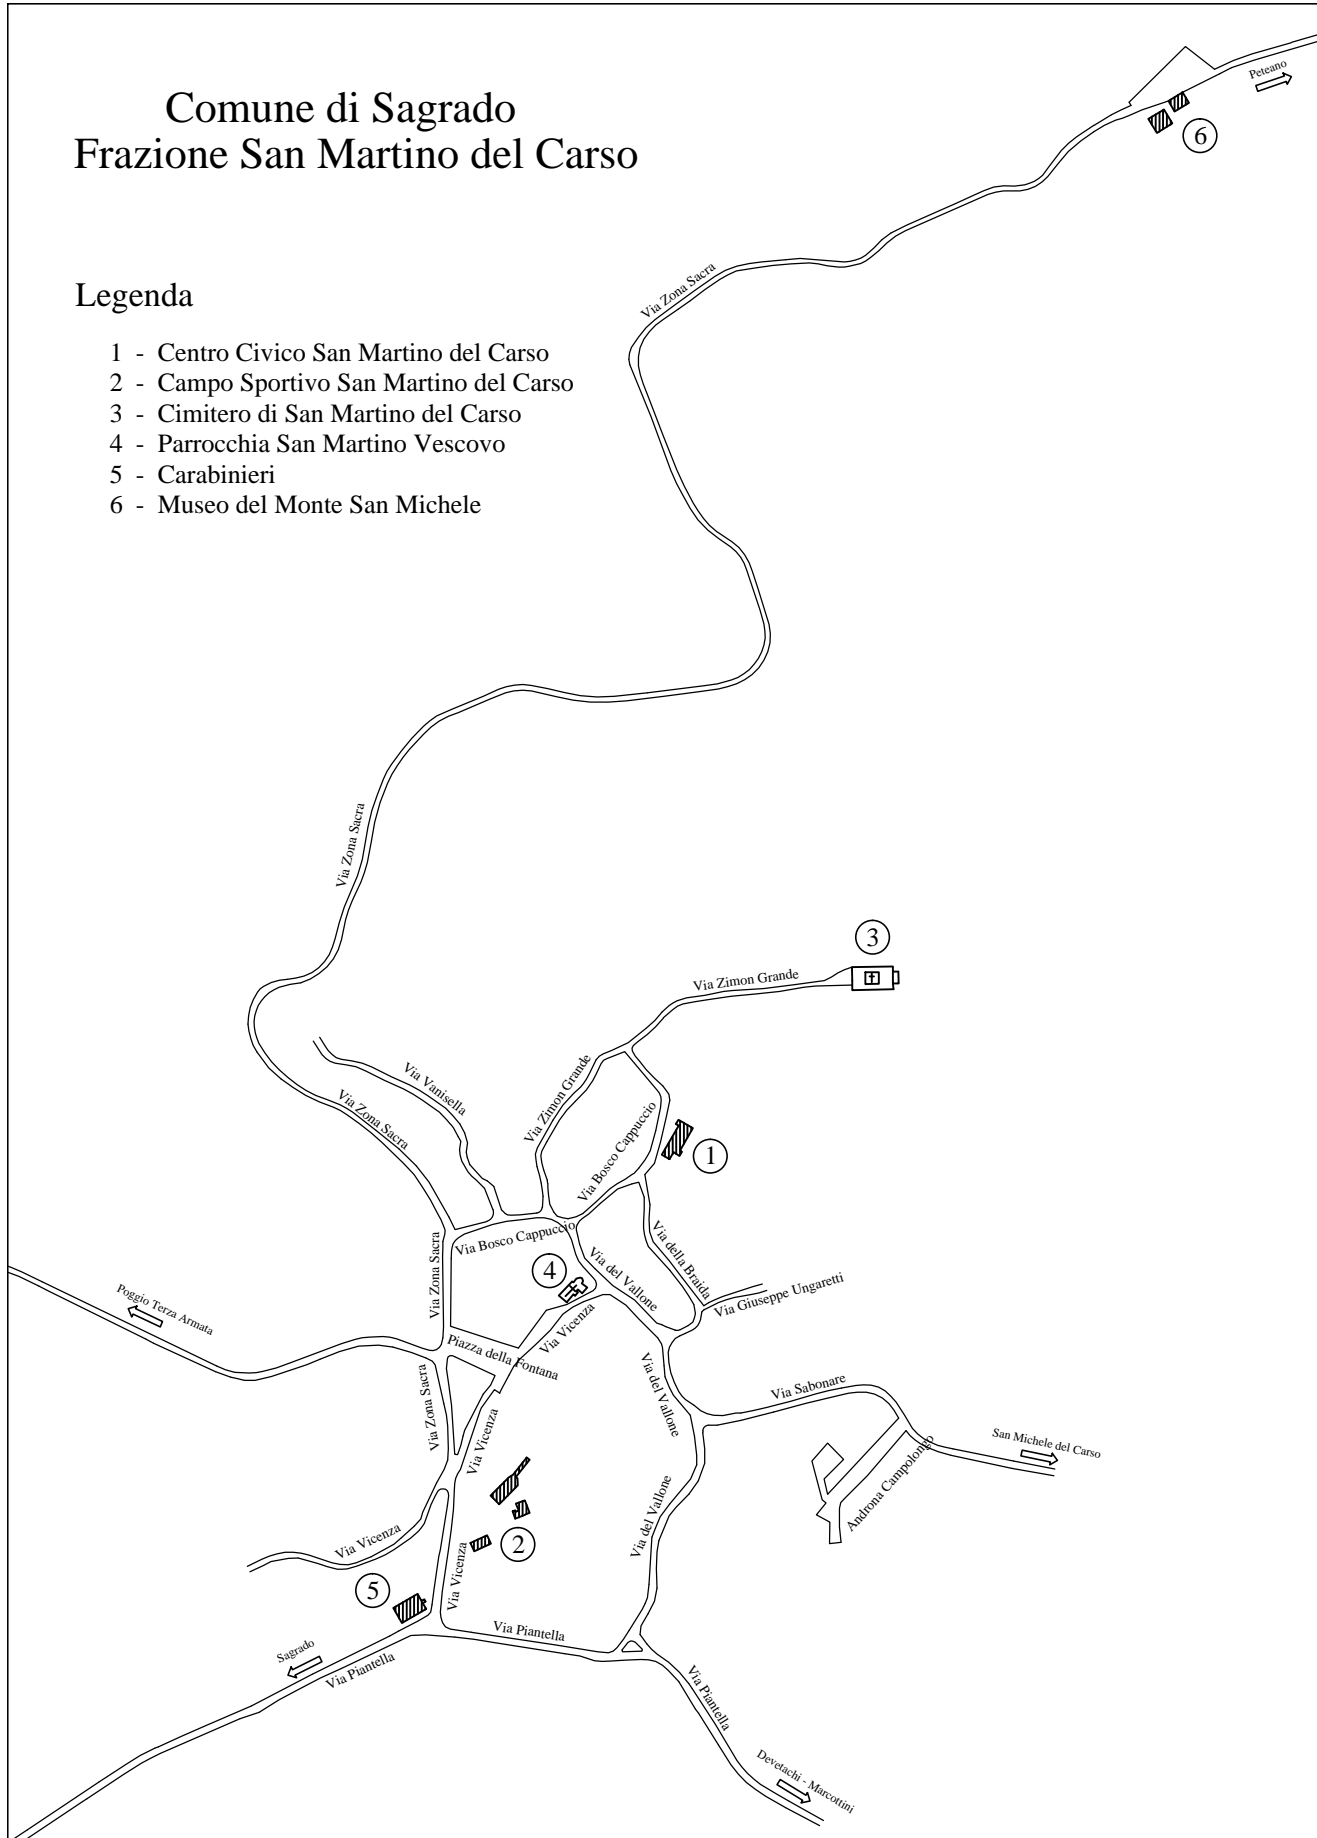 Comune di Sagrado
Frazione San Martino del Carso
Legenda
1 - Centro Civico San Martino del Carso
2 - Campo Sportivo San Martino del Carso
3 - Cimitero di San Martino del Carso
4 - Parrocchia San Martino Vescovo
5 - Carabinieri
6 - Museo del Monte San Michele
Peteano
6
Via Zona Sacra
Via Zona Sacra
3
Via Zimon Grande
Via Vanisella
Via Zona Sacra
Via Zimon Grande
Via Bosco Cappuccio
1
Via Bosco Cappuccio
Via Zona Sacra
4
Via del Vallone
Via della Braida
Via Giuseppe Ungaretti
Poggio Terza Armata
Via Vicenza
Piazza della Fontana
Via Zona Sacra
Via del Vallone
Via Sabonare
Via Vicenza
San Michele del Carso
Androna Campolongo
Via del Vallone
2
Via Vicenza
Via Vicenza
5
Via Piantella
Sagrado
Via Piantella
Via Piantella
Devetachi - Marcottini